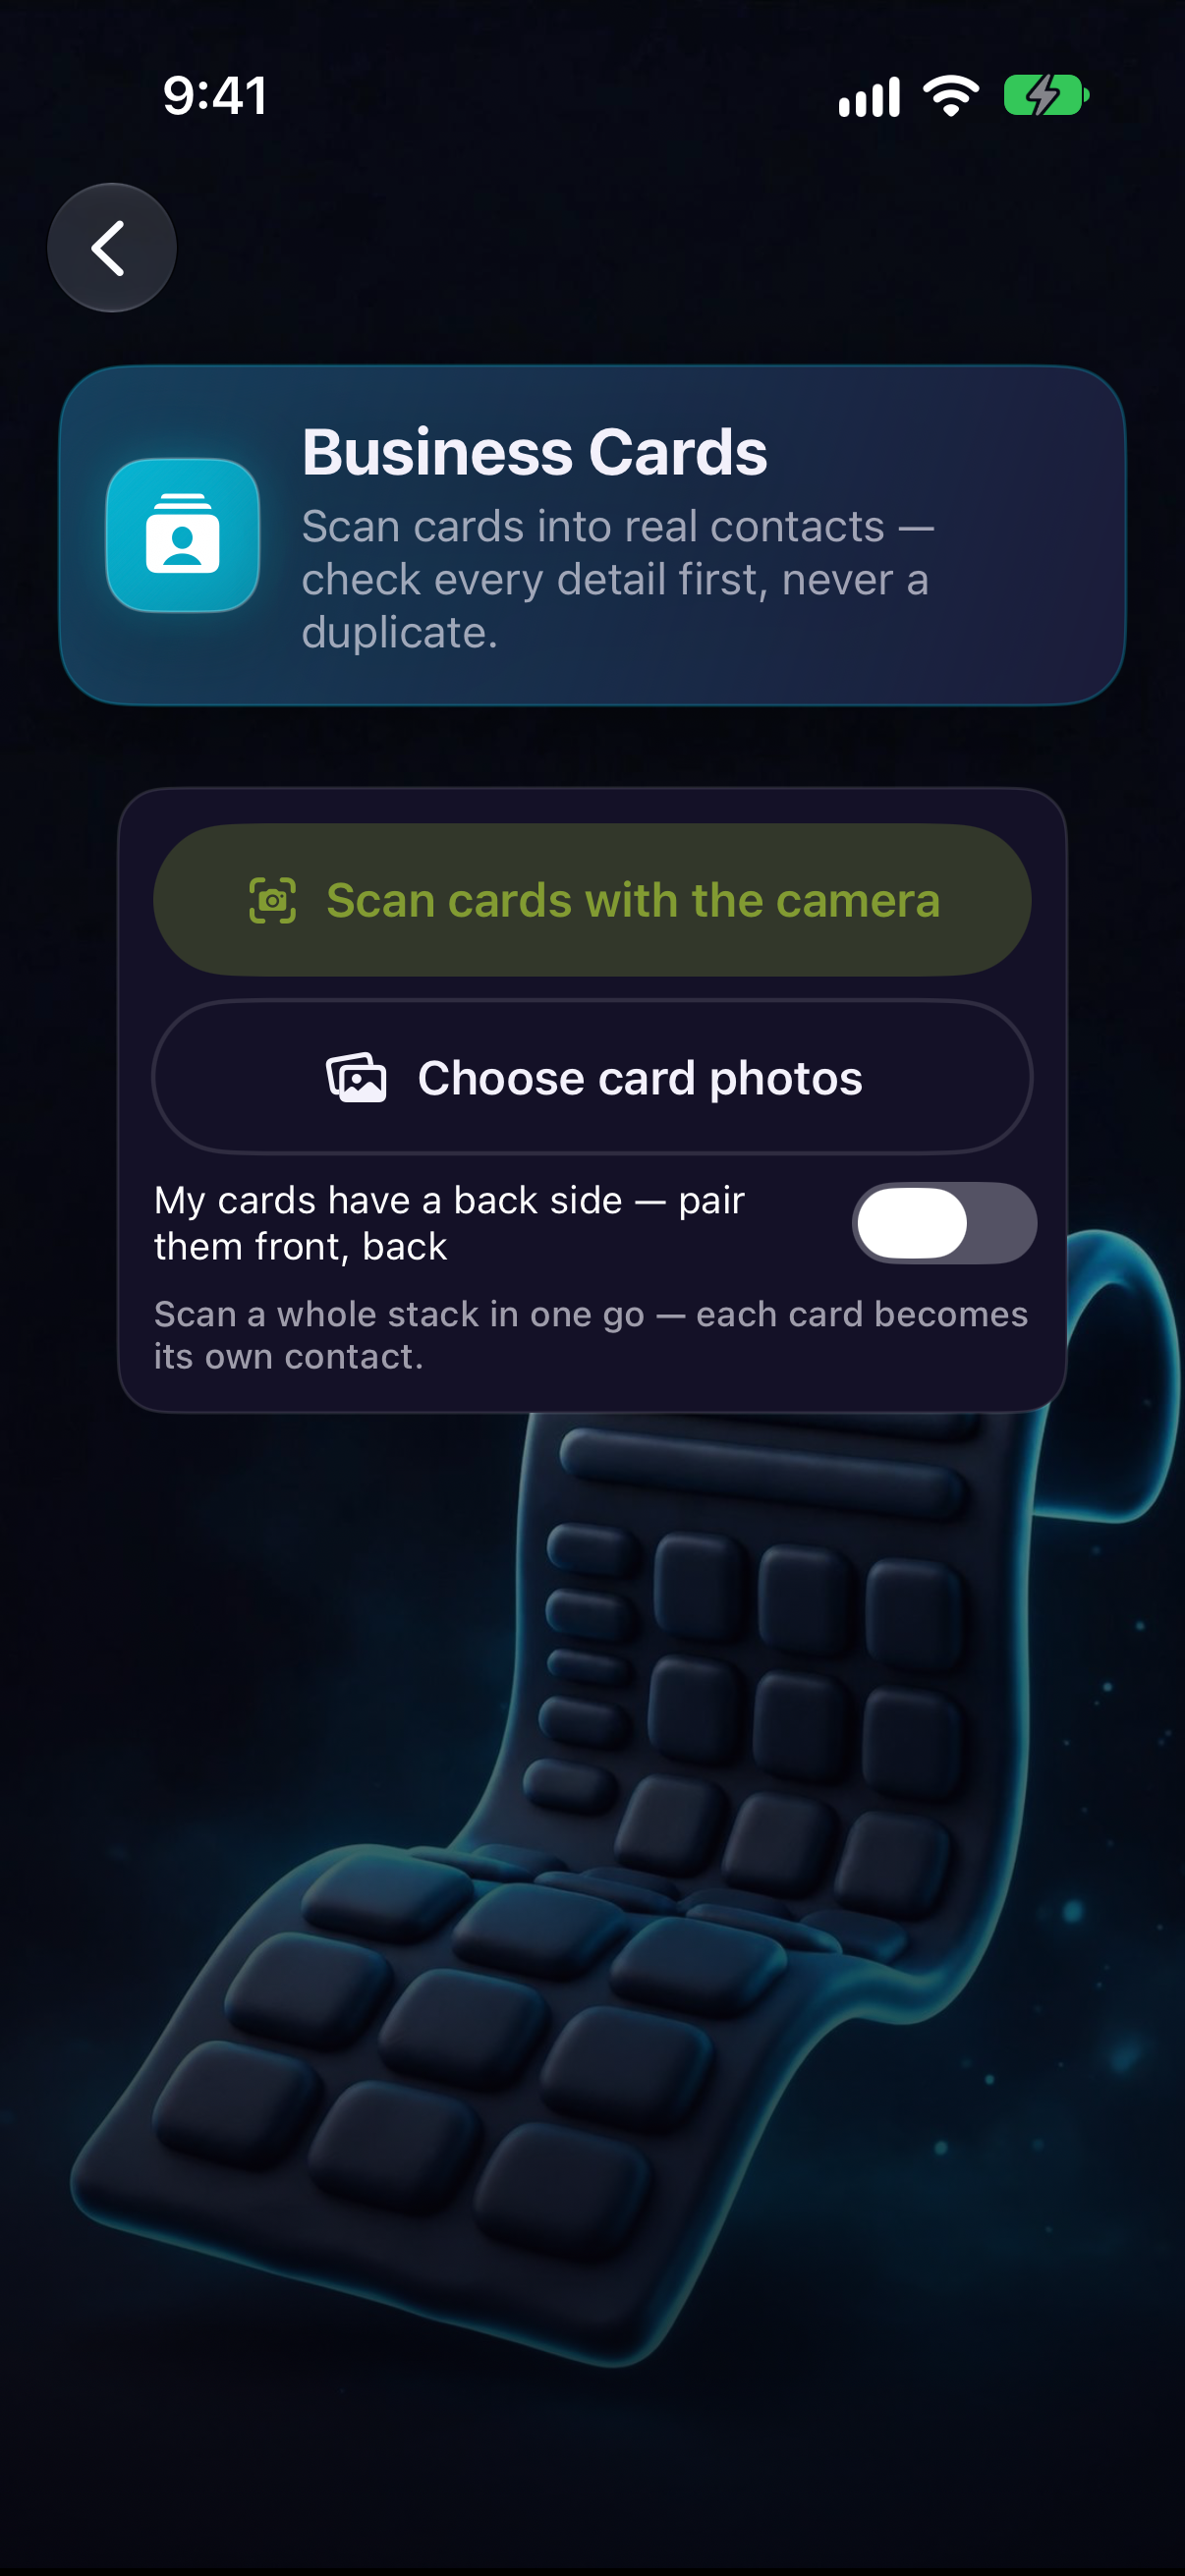 9:41
Business Cards
Scan cards into real contacts —
check every detail first, never a
duplicate.
Scan cards with the camera
Choose card photos
My cards have a back side — pair
them front, back
Scan a whole stack in one go — each card becomes
its own contact.